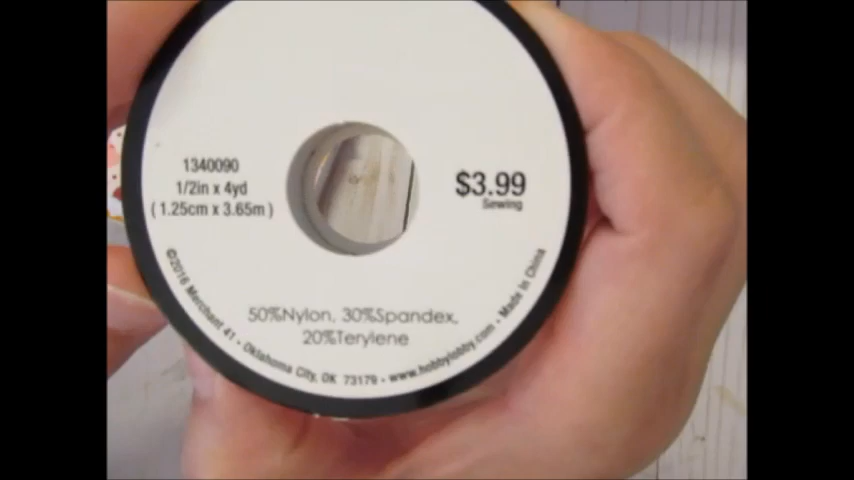 1340090
1/2in x 4yd
( 1.25cm x 3.65m )
$3.99
Sewing
50%Nylon, 30%Spandex,
20%Terylene
©2016 Merchant 41 • Oklahoma City, OK 73179 • www.hobbylobby.com • Made In China